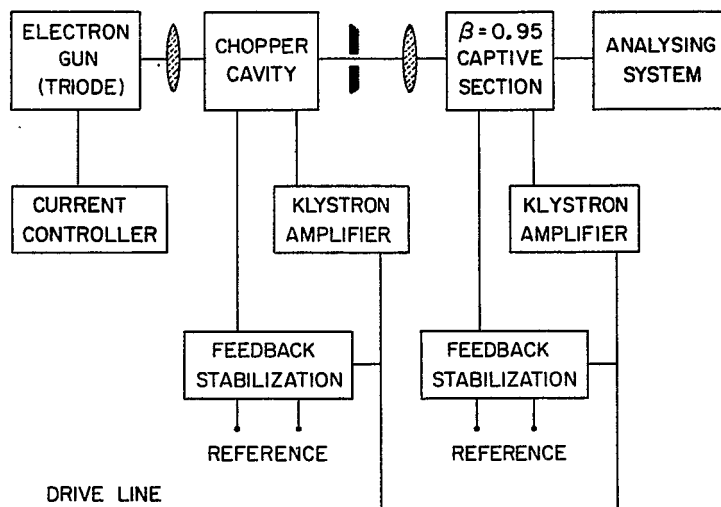 ELECTRON
GUN
(TRIODE)
CHOPPER
CAVITY
β=0.95
CAPTIVE
SECTION
ANALYSING
SYSTEM
CURRENT
CONTROLLER
KLYSTRON
AMPLIFIER
KLYSTRON
AMPLIFIER
FEEDBACK
STABILIZATION
FEEDBACK
STABILIZATION
REFERENCE
REFERENCE
DRIVE LINE